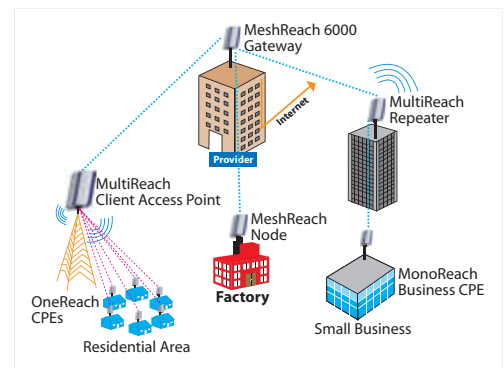 MeshReach 6000
Gateway
Internet
MultiReach
Repeater
Provider
MultiReach
Client Access Point
MeshReach
Node
OneReach
CPEs
Factory
MonoReach
Business CPE
Small Business
Residential Area